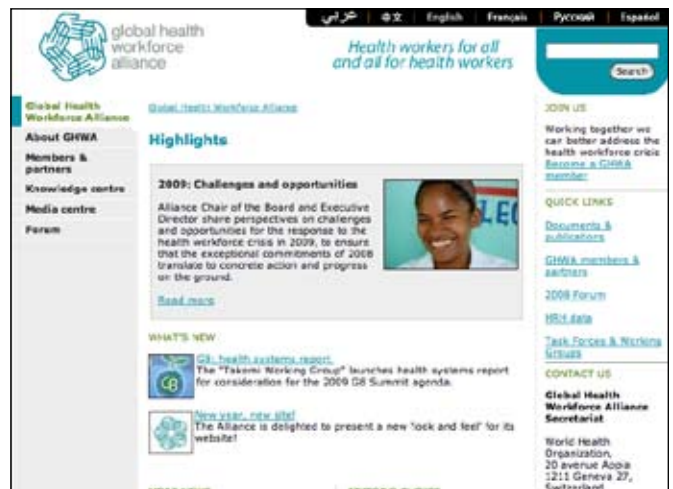 عربي
中文
English
Français
Русский
Español
global health
workforce
alliance
Health workers for all
and all for health workers
Search
Global Health
Workforce Alliance
About GHWA
Members &
partners
Knowledge centre
Media centre
Forum
Global Health Workforce Alliance
Highlights
2009: Challenges and opportunities
Alliance Chair of the Board and Executive
Director share perspectives on challenges
and opportunities for the response to the
health workforce crisis in 2009, to ensure
that the exceptional commitments of 2008
translate to concrete action and progress
on the ground.
Read more
WHAT'S NEW
G8: health systems report
The "Takemi Working Group" launches health systems report
for consideration for the 2009 G8 Summit agenda.
New year, new site!
The Alliance is delighted to present a new 'look and feel' for its
website!
JOIN US
Working together we
can better address the
health workforce crisis
Become a GHWA
member
QUICK LINKS
Documents &
publications
GHWA members &
partners
2008 Forum
HRH data
Task Forces & Working
Groups
CONTACT US
Global Health
Workforce Alliance
Secretariat
World Health
Organization,
20 avenue Appia
1211 Geneva 27,
Switzerland